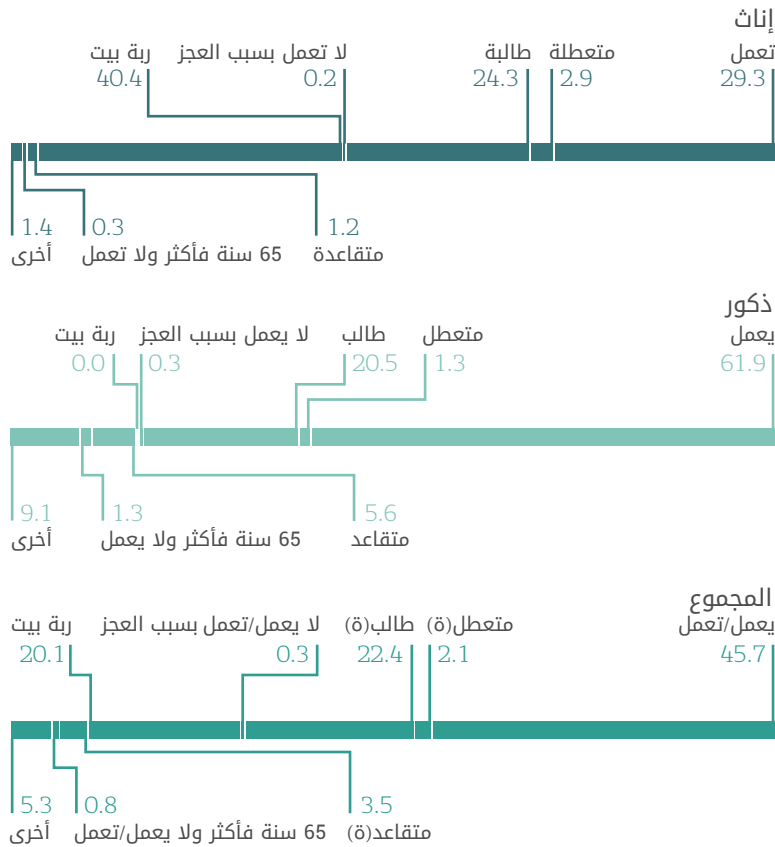 إناث
تعمل متعطلة طالبة لا تعمل بسبب العجز ربة بيت
29.3 2.9 24.3 0.2 40.4
1.2 0.3 1.4
متقاعدة 65 سنة فأكثر ولا تعمل أخرى
ذكور
يعمل متعطل طالب لا يعمل بسبب العجز ربة بيت
61.9 1.3 20.5 0.3 0.0
5.6 1.3 9.1
متقاعد 65 سنة فأكثر ولا يعمل أخرى
المجموع
يعمل/تعمل متعطل(ة) طالب(ة) لا يعمل/تعمل بسبب العجز ربة بيت
45.7 2.1 22.4 0.3 20.1
3.5 0.8 5.3
متقاعد(ة) 65 سنة فأكثر ولا يعمل/تعمل أخرى